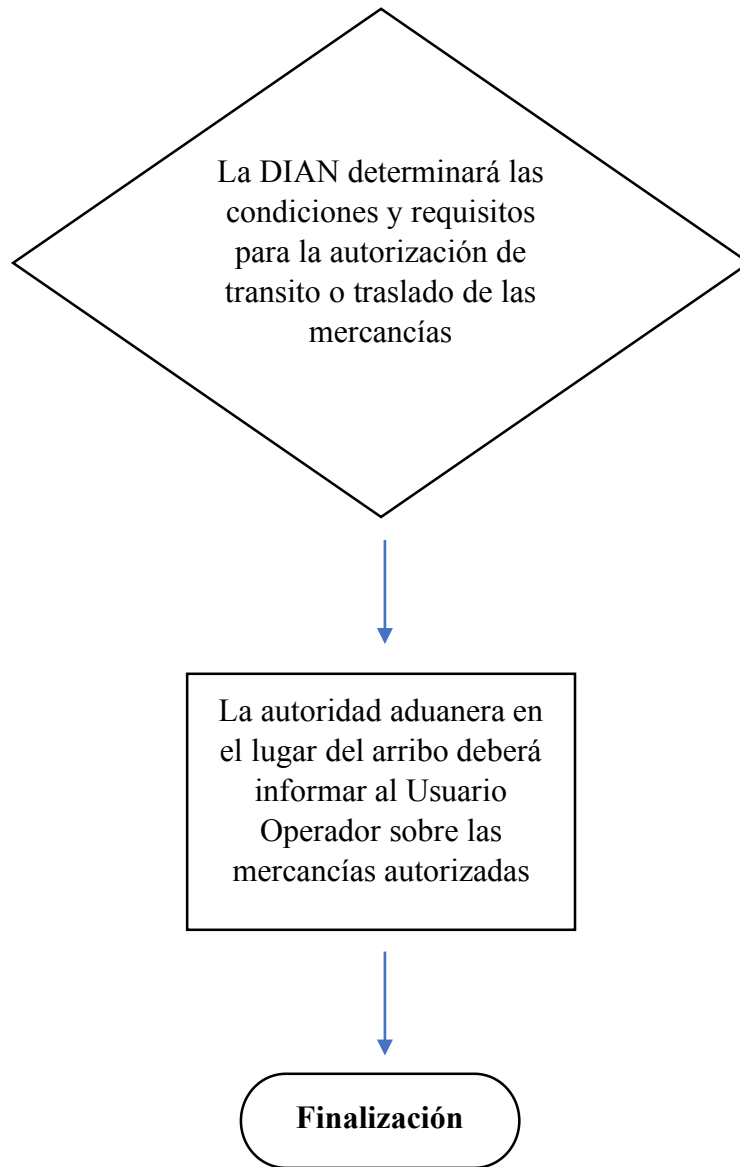 La DIAN determinará las
condiciones y requisitos
para la autorización de
transito o traslado de las
mercancías
La autoridad aduanera en
el lugar del arribo deberá
informar al Usuario
Operador sobre las
mercancías autorizadas
Finalización